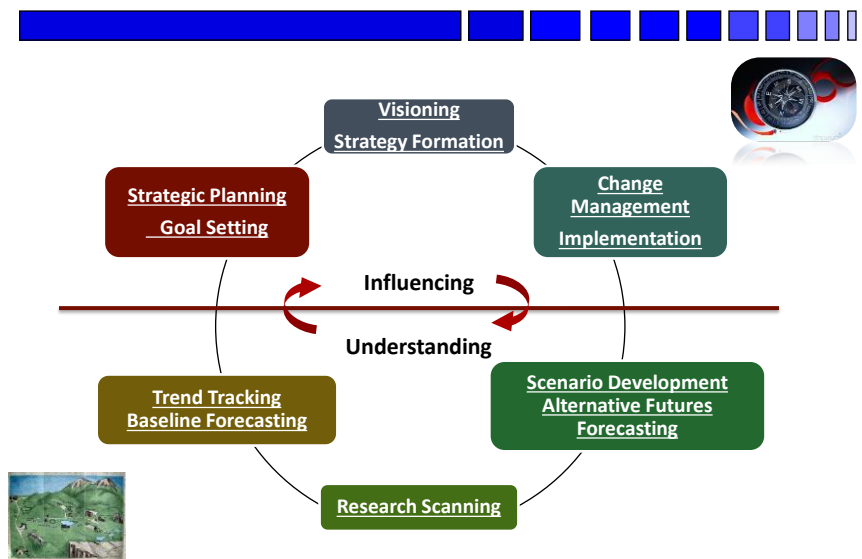 Visioning
Strategy Formation
Strategic Planning
Goal Setting
Change
Management
Implementation
Influencing
Understanding
Trend Tracking
Baseline Forecasting
Scenario Development
Alternative Futures
Forecasting
Research Scanning